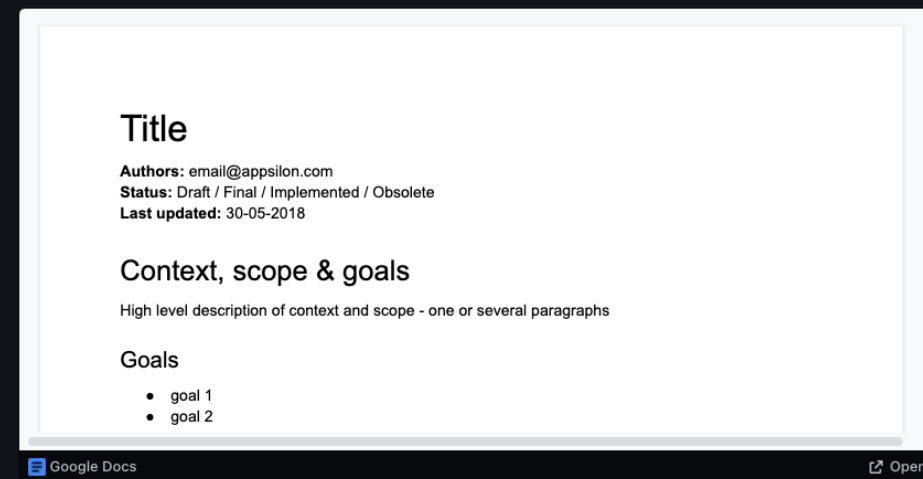 Title
Authors: email@appsilon.com
Status: Draft / Final / Implemented / Obsolete
Last updated: 30-05-2018
Context, scope & goals
High level description of context and scope - one or several paragraphs
Goals
● goal 1
● goal 2
Google Docs
Open